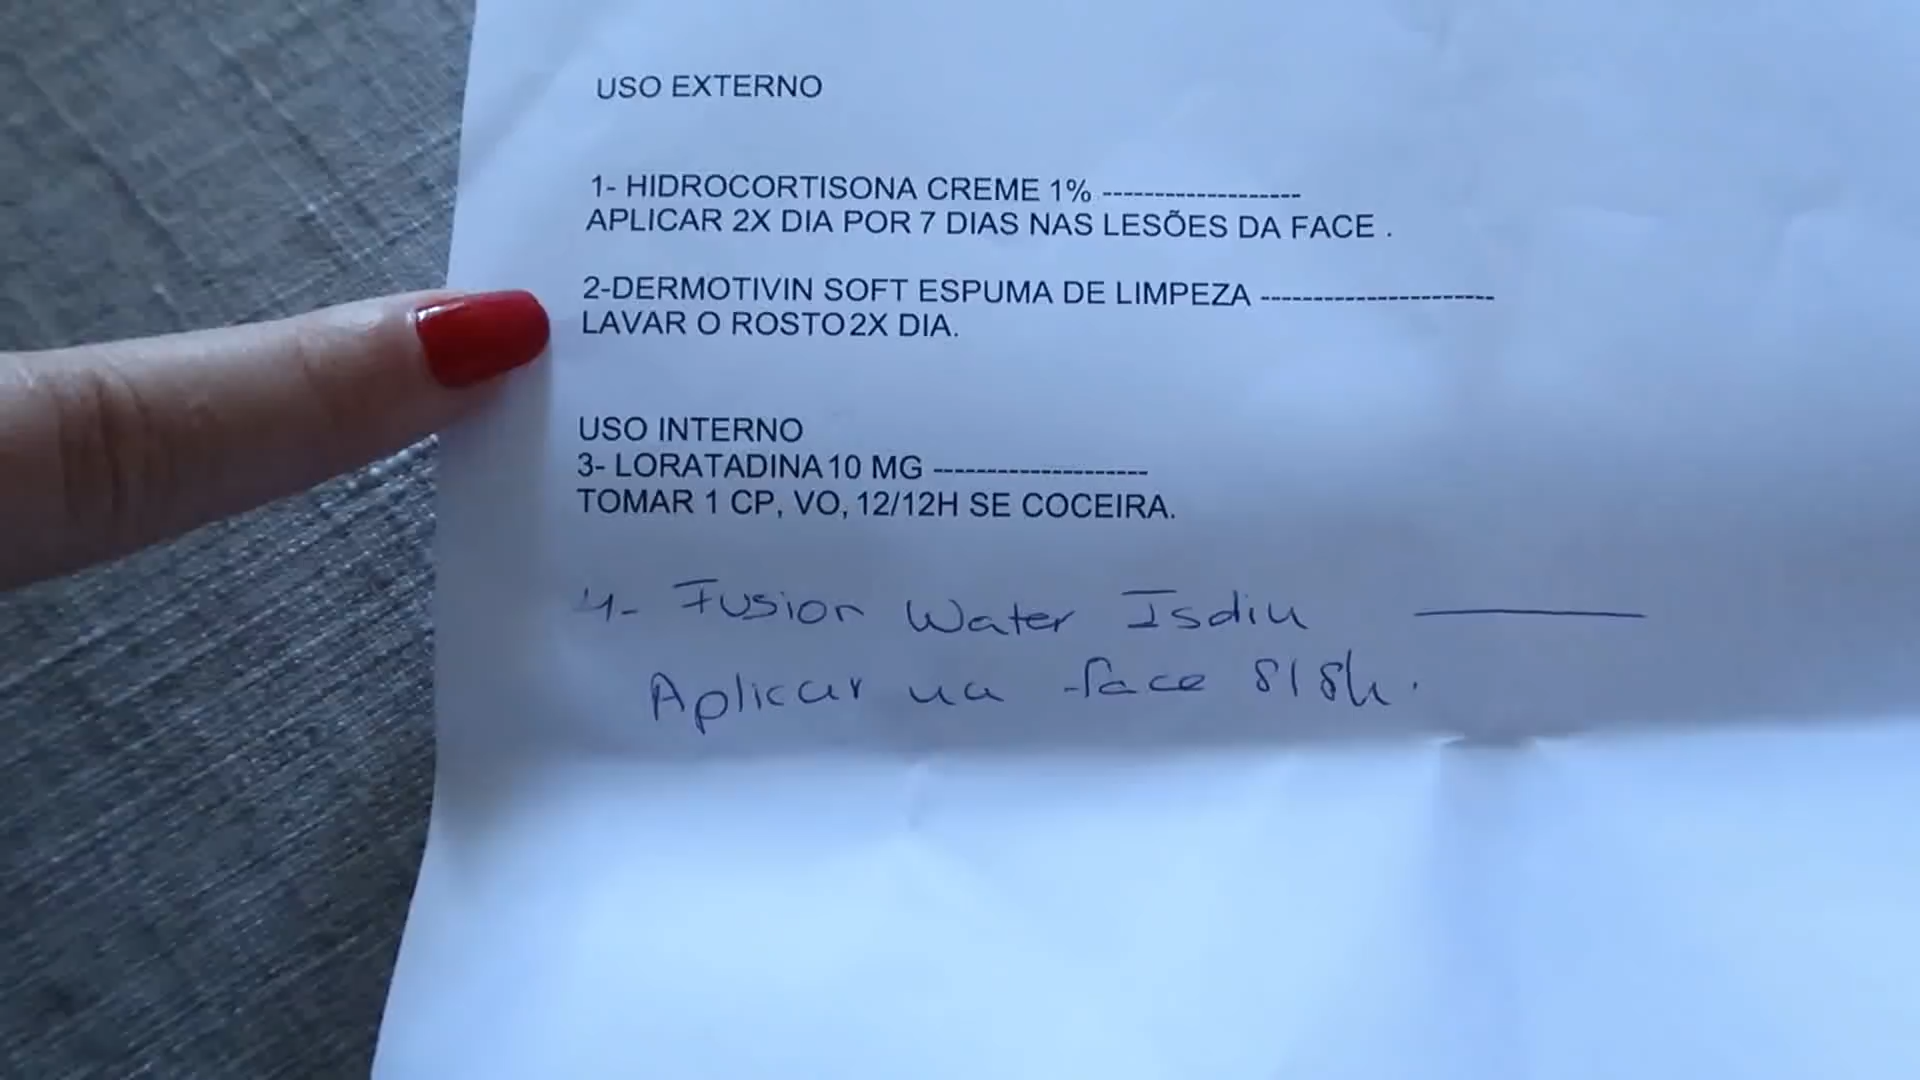 USO EXTERNO
1- HIDROCORTISONA CREME 1% -------------------
APLICAR 2X DIA POR 7 DIAS NAS LESÕES DA FACE .
2-DERMOTIVIN SOFT ESPUMA DE LIMPEZA ----------------------
LAVAR O ROSTO 2X DIA.
USO INTERNO
3- LORATADINA 10 MG --------------------
TOMAR 1 CP, VO, 12/12H SE COCEIRA.
4- Fusion Water Isdin ———
Aplicar na face 8/8h.